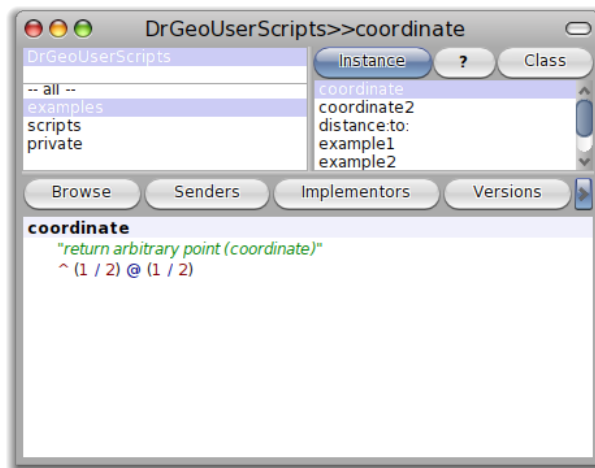 DrGeoUserScripts>>coordinate
DrGeoUserScripts
-- all --
examples
scripts
private
Instance ? Class
coordinate
coordinate2
distance:to:
example1
example2
Browse Senders Implementors Versions
coordinate
"return arbitrary point (coordinate)"
^ (1 / 2) @ (1 / 2)